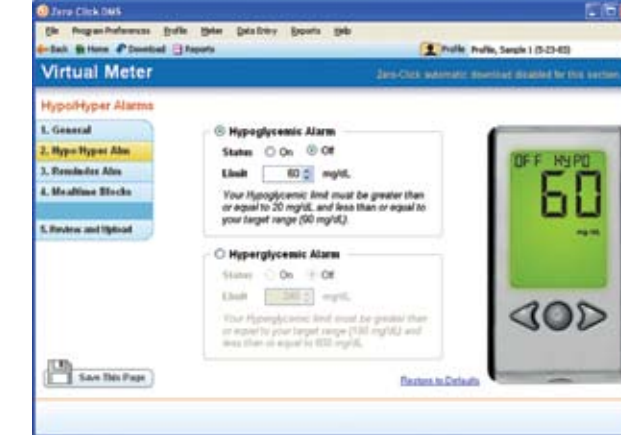 Zero Click DMS
File Program Preferences Profile Meter Data Entry Reports Help
Back Home Download Reports Profile Profile, Sample 1 (5-23-63)
Virtual Meter Zero-Click automatic download disabled for this section
Hypo/Hyper Alarms
1. General
2. Hypo/Hyper Alm
3. Reminder Alm
4. Mealtime Blocks
5. Review and Upload
Hypoglycemic Alarm
Status On Off
Limit 60 mg/dL
Your Hypoglycemic limit must be greater than
or equal to 20 mg/dL and less than or equal to
your target range (90 mg/dL).
Hyperglycemic Alarm
Status On Off
Limit 240 mg/dL
Your Hyperglycemic limit must be greater than
or equal to your target range (180 mg/dL) and
less than or equal to 600 mg/dL.
OFF HYPO
60
mg/dL
Save This Page
Restore to Defaults